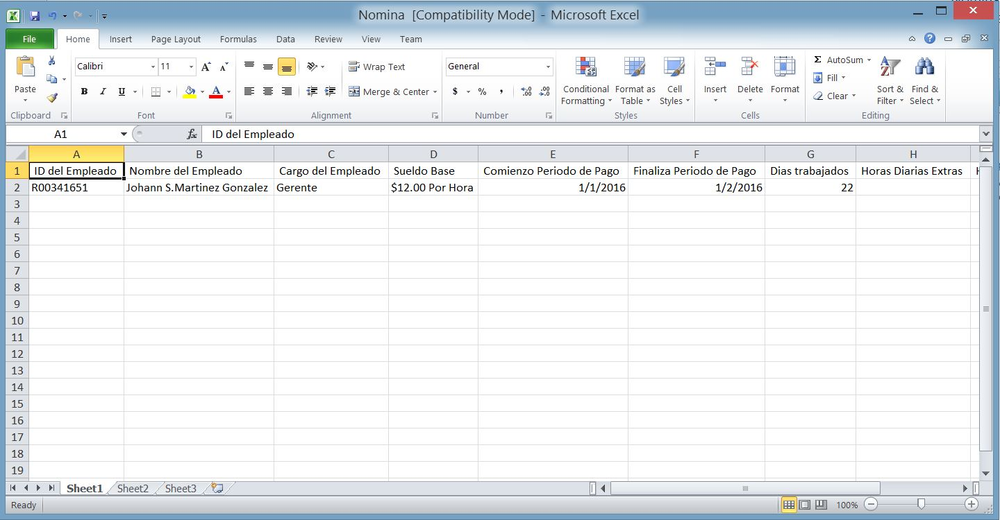 Nomina [Compatibility Mode] - Microsoft Excel
File Home Insert Page Layout Formulas Data Review View Team
Calibri 11 Wrap Text General AutoSum
Paste Merge & Center Conditional Formatting Format as Table Cell Styles Insert Delete Format Fill Clear Sort & Filter Find & Select
B I U $ % ,
Clipboard Font Alignment Number Styles Cells Editing
A1 fx ID del Empleado
A B C D E F G H
1 ID del Empleado Nombre del Empleado Cargo del Empleado Sueldo Base Comienzo Periodo de Pago Finaliza Periodo de Pago Dias trabajados Horas Diarias Extras
2 R00341651 Johann S.Martinez Gonzalez Gerente $12.00 Por Hora 1/1/2016 1/2/2016 22
3
4
5
6
7
8
9
10
11
12
13
14
15
16
17
18
19
Sheet1 Sheet2 Sheet3
Ready 100%